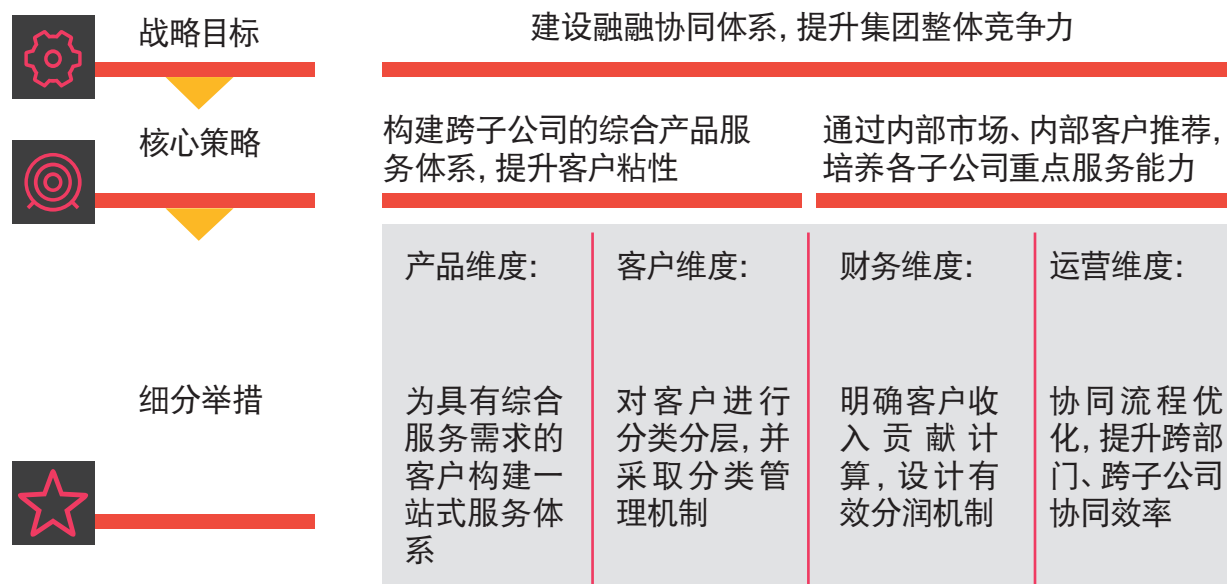 战略目标
建设融融协同体系, 提升集团整体竞争力
核心策略
构建跨子公司的综合产品服
务体系, 提升客户粘性
通过内部市场、内部客户推荐,
培养各子公司重点服务能力
细分举措
产品维度:
为具有综合
服务需求的
客户构建一
站式服务体
系
客户维度:
对客户进行
分类分层, 并
采取分类管
理机制
财务维度:
明确客户收
入贡献计
算, 设计有
效分润机制
运营维度:
协同流程优
化, 提升跨部
门、跨子公司
协同效率